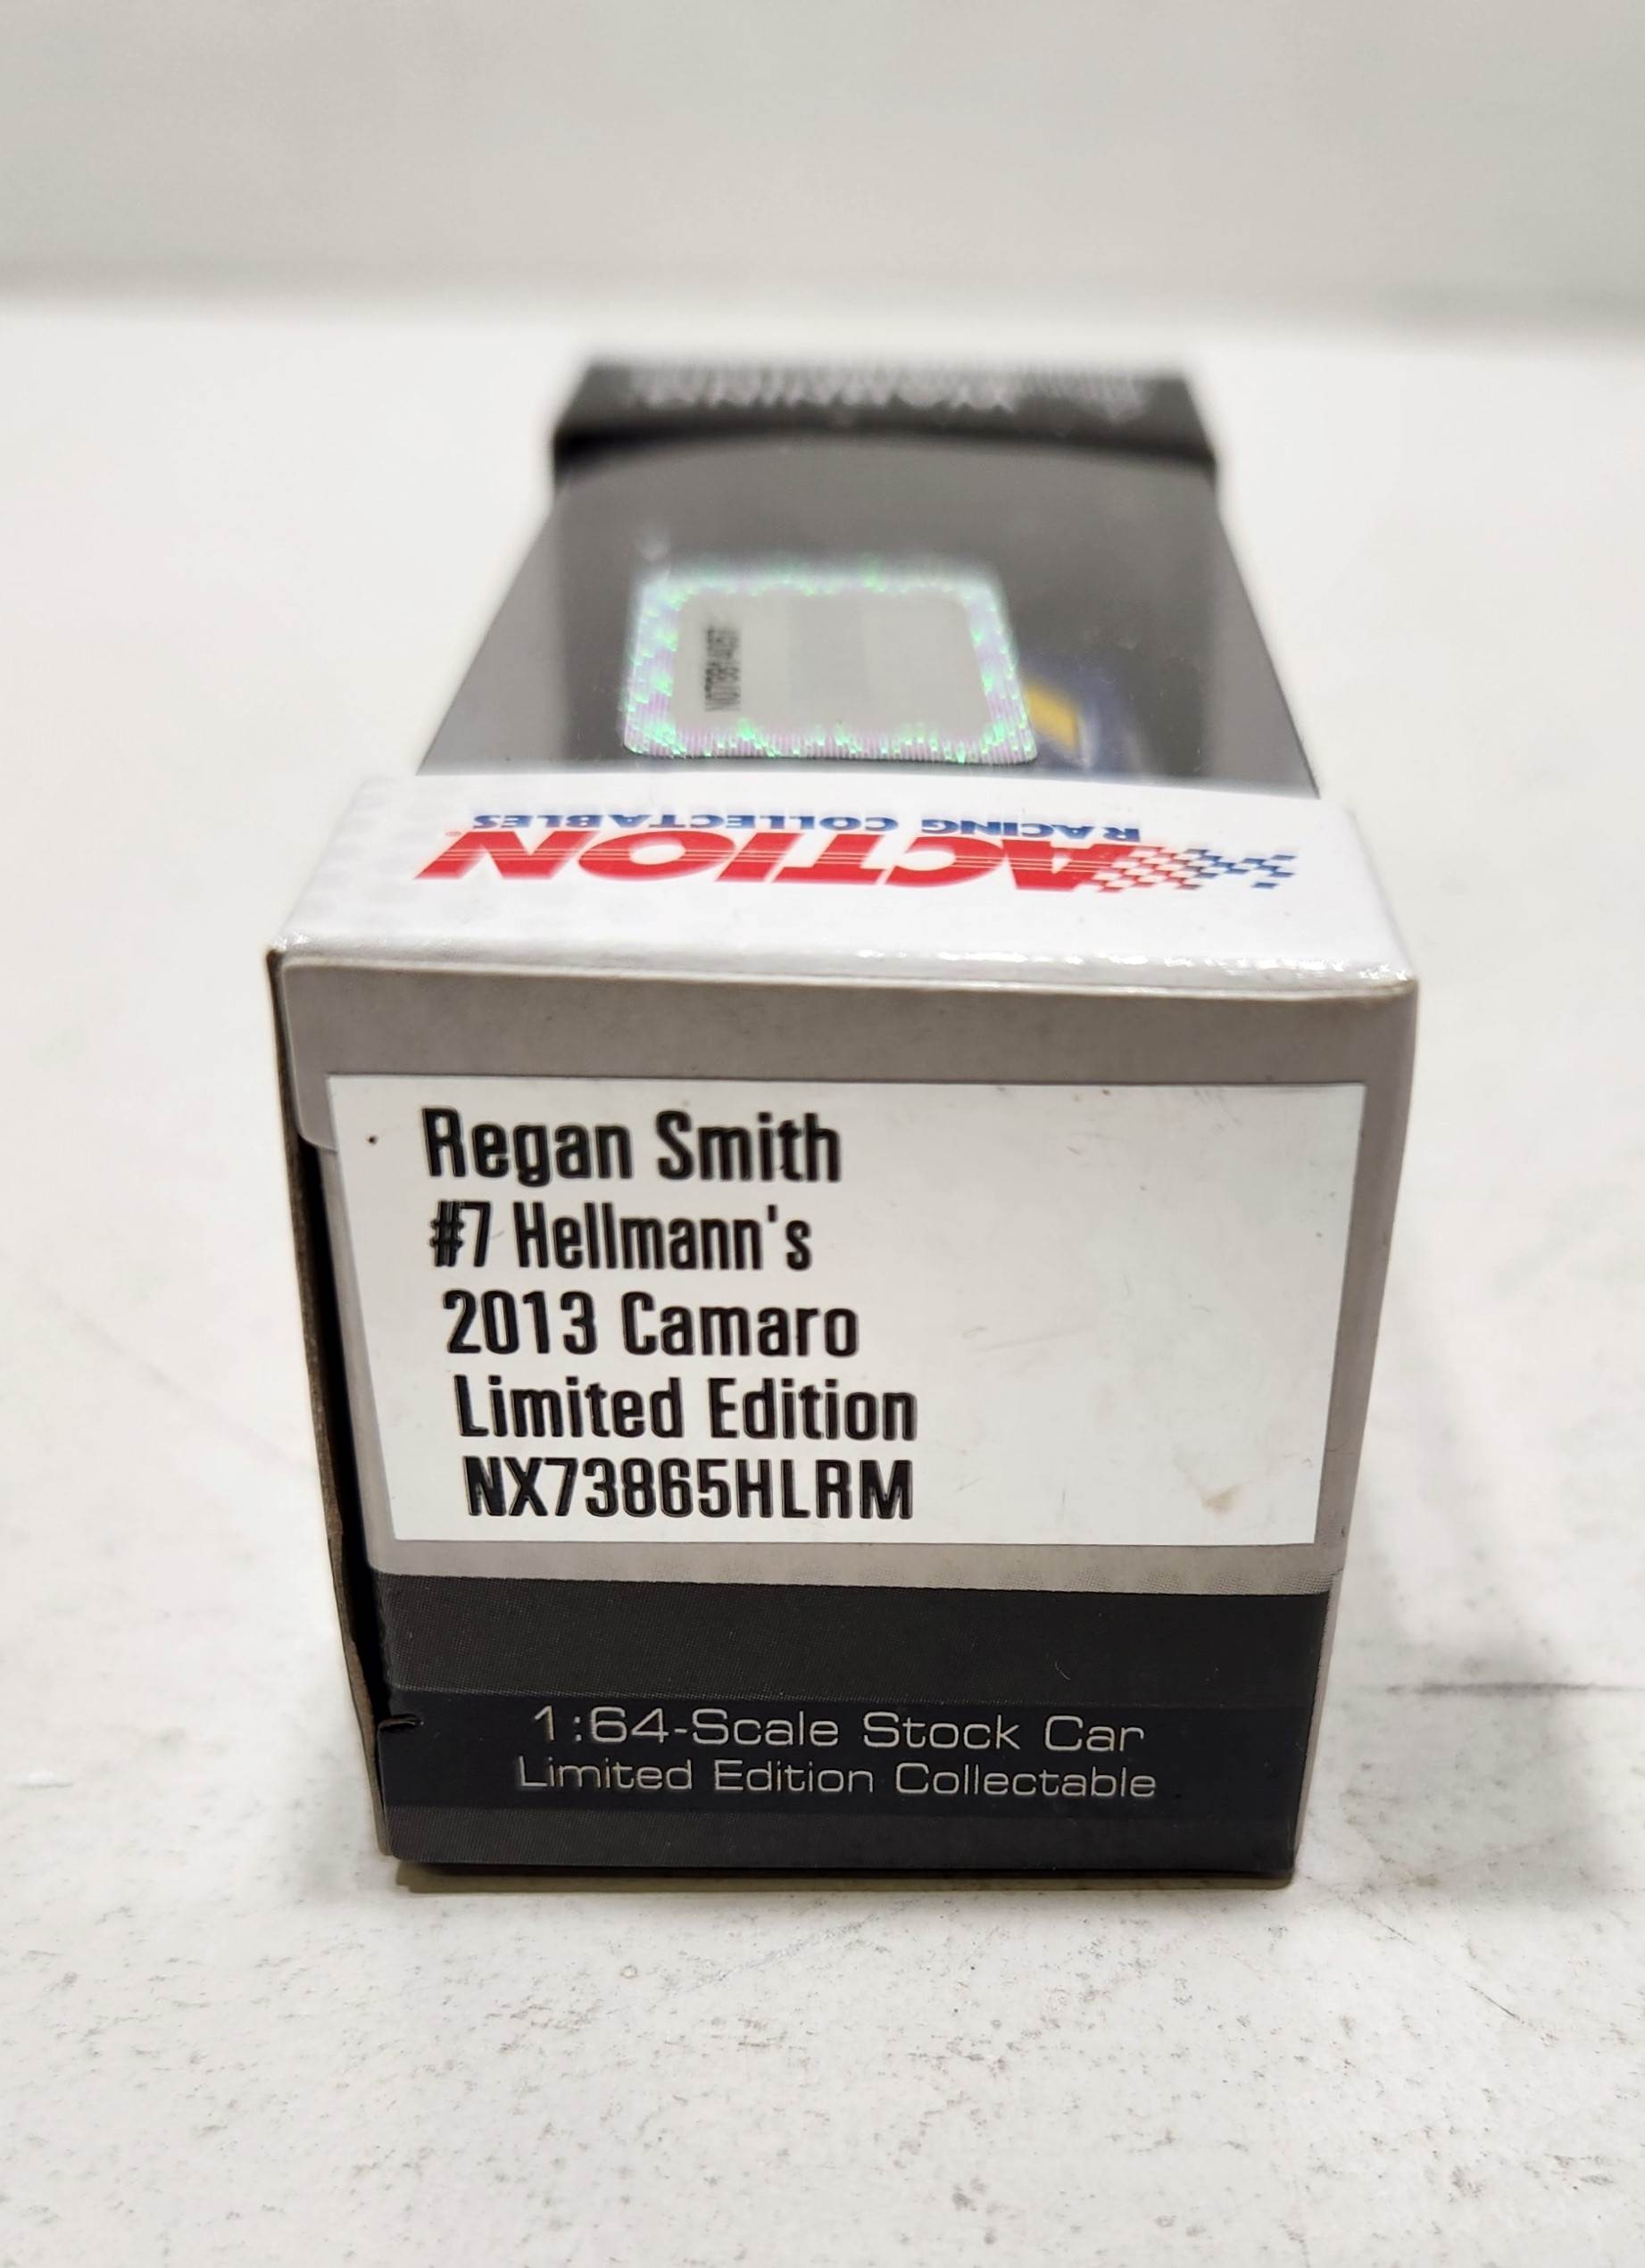 WARNING:
RACING COLLECTABLES
ACTION
Regan Smith
#7 Hellmann's
2013 Camaro
Limited Edition
NX73865HLRM
1:64-Scale Stock Car
Limited Edition Collectable